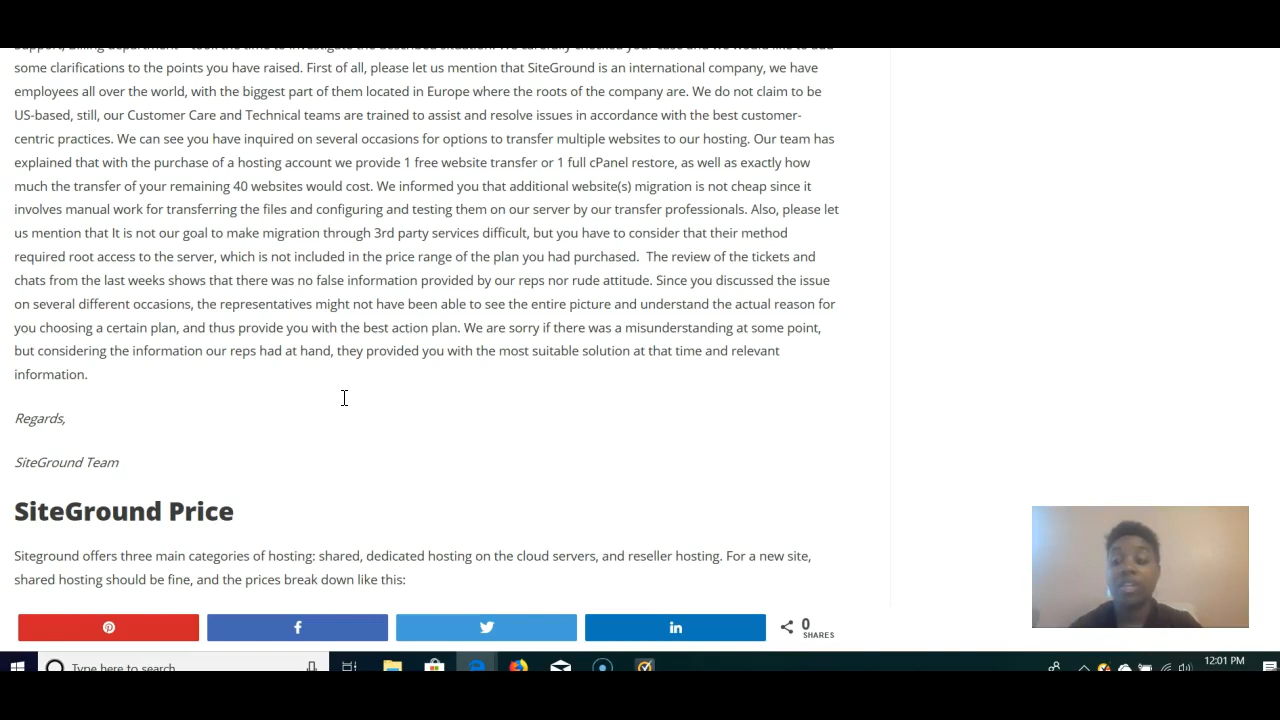 some clarifications to the points you have raised. First of all, please let us mention that SiteGround is an international company, we have
employees all over the world, with the biggest part of them located in Europe where the roots of the company are. We do not claim to be
US-based, still, our Customer Care and Technical teams are trained to assist and resolve issues in accordance with the best customer-
centric practices. We can see you have inquired on several occasions for options to transfer multiple websites to our hosting. Our team has
explained that with the purchase of a hosting account we provide 1 free website transfer or 1 full cPanel restore, as well as exactly how
much the transfer of your remaining 40 websites would cost. We informed you that additional website(s) migration is not cheap since it
involves manual work for transferring the files and configuring and testing them on our server by our transfer professionals. Also, please let
us mention that It is not our goal to make migration through 3rd party services difficult, but you have to consider that their method
required root access to the server, which is not included in the price range of the plan you had purchased.  The review of the tickets and
chats from the last weeks shows that there was no false information provided by our reps nor rude attitude. Since you discussed the issue
on several different occasions, the representatives might not have been able to see the entire picture and understand the actual reason for
you choosing a certain plan, and thus provide you with the best action plan. We are sorry if there was a misunderstanding at some point,
but considering the information our reps had at hand, they provided you with the most suitable solution at that time and relevant
information.
Regards,
SiteGround Team
SiteGround Price
Siteground offers three main categories of hosting: shared, dedicated hosting on the cloud servers, and reseller hosting. For a new site,
shared hosting should be fine, and the prices break down like this:
0
SHARES
Type here to search
12:01 PM